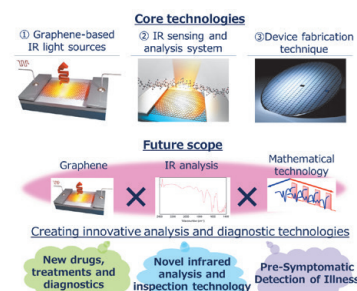 Core technologies
① Graphene-based
IR light sources
② IR sensing and
analysis system
③Device fabrication
technique
Future scope
Graphene
IR analysis
Mathematical
technology
Creating innovative analysis and diagnostic technologies
New drugs,
treatments and
diagnostics
Novel infrared
analysis and
inspection technology
Pre-Symptomatic
Detection of Illness